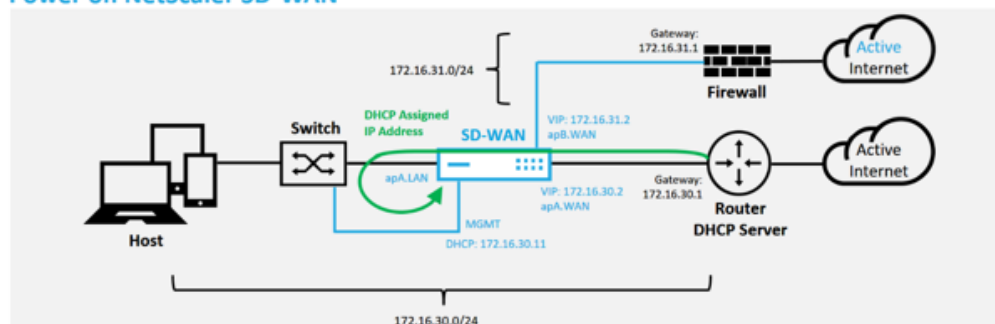 Power on NetScaler SD-WAN
Gateway:
172.16.31.1
Active
Internet
172.16.31.0/24
Firewall
DHCP Assigned
IP Address
Switch
SD-WAN
VIP: 172.16.31.2
apB.WAN
Active
Internet
apA.LAN
VIP: 172.16.30.2
apA.WAN
Gateway:
172.16.30.1
Router
DHCP Server
MGMT
DHCP: 172.16.30.11
Host
172.16.30.0/24